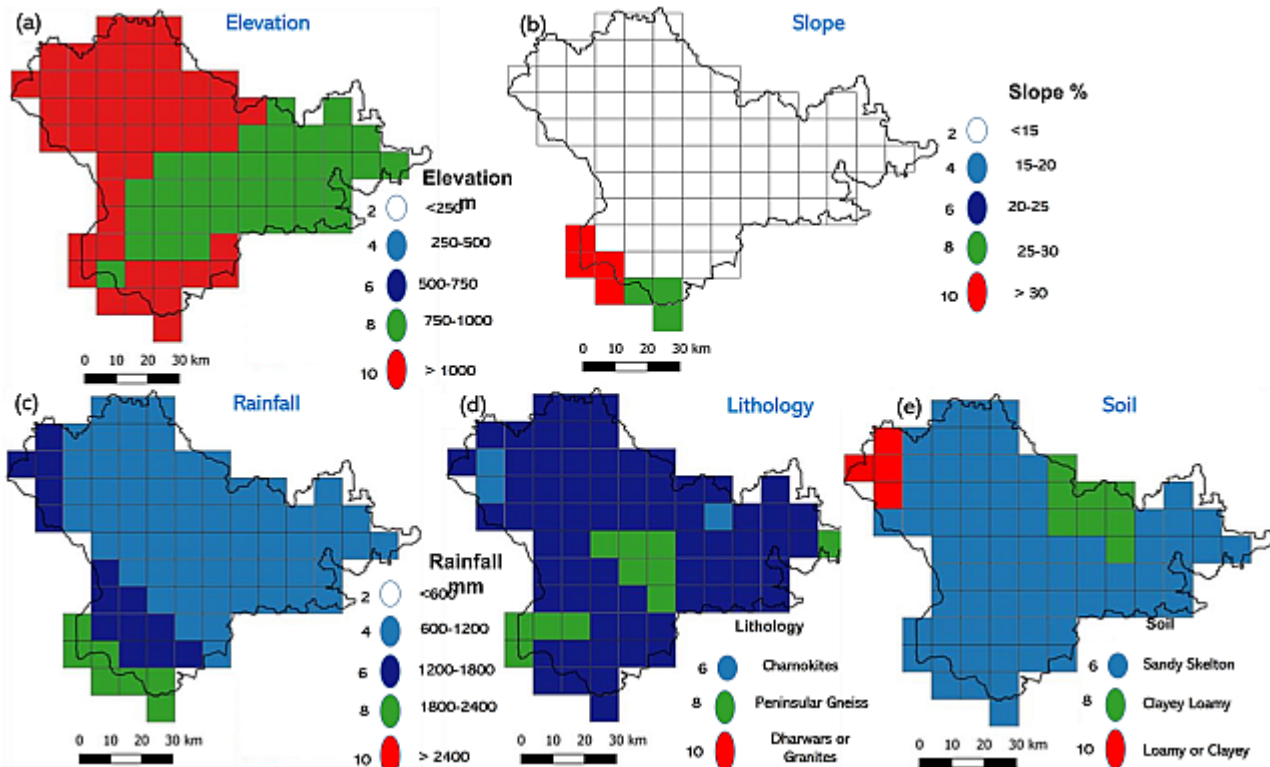 (a) Elevation
Elevation
m
2 <250
4 250-500
6 500-750
8 750-1000
10 > 1000
0 10 20 30 km
(b) Slope
Slope %
2 <15
4 15-20
6 20-25
8 25-30
10 > 30
0 10 20 30 km
(c) Rainfall
Rainfall
mm
2 <600
4 600-1200
6 1200-1800
8 1800-2400
10 > 2400
0 10 20 30 km
(d) Lithology
Lithology
6 Charnokites
8 Peninsular Gneiss
10 Dharwars or
Granites
0 10 20 30 km
(e) Soil
Soil
6 Sandy Skelton
8 Clayey Loamy
10 Loamy or Clayey
0 10 20 30 km